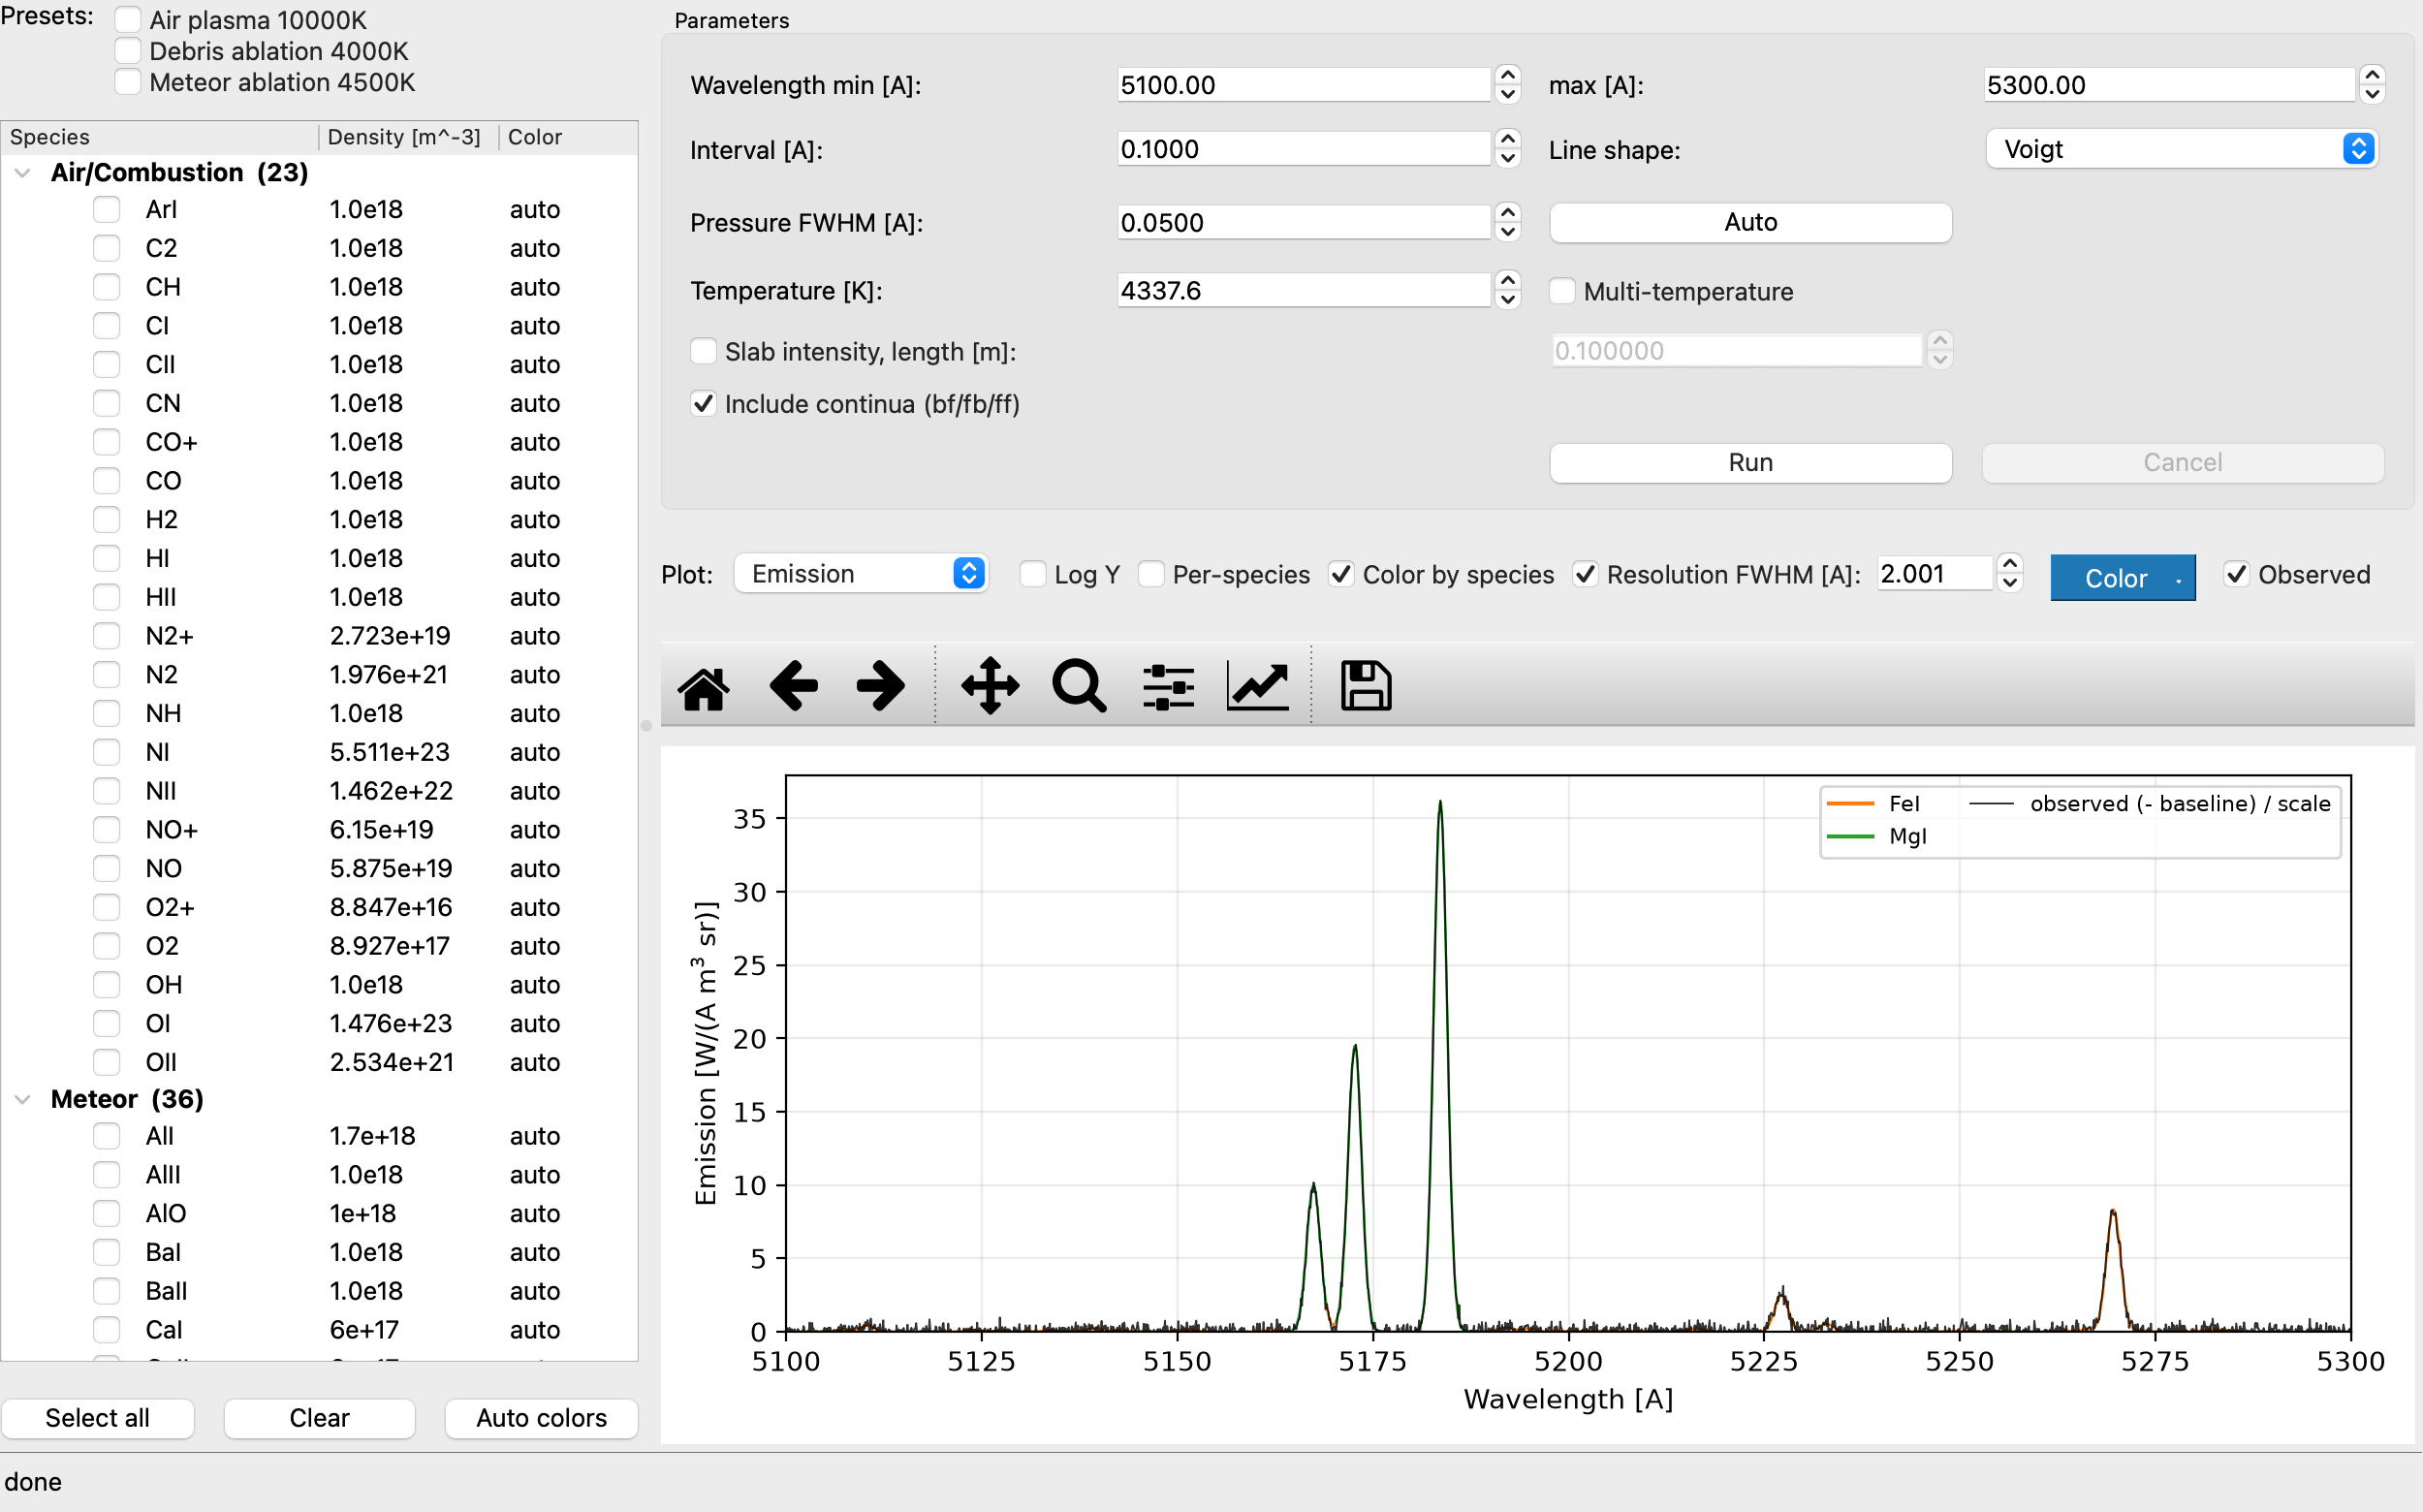 Presets:
Air plasma 10000K
Debris ablation 4000K
Meteor ablation 4500K
Species Density [m^-3] Color
Air/Combustion (23)
ArI 1.0e18 auto
C2 1.0e18 auto
CH 1.0e18 auto
CI 1.0e18 auto
CII 1.0e18 auto
CN 1.0e18 auto
CO+ 1.0e18 auto
CO 1.0e18 auto
H2 1.0e18 auto
HI 1.0e18 auto
HII 1.0e18 auto
N2+ 2.723e+19 auto
N2 1.976e+21 auto
NH 1.0e18 auto
NI 5.511e+23 auto
NII 1.462e+22 auto
NO+ 6.15e+19 auto
NO 5.875e+19 auto
O2+ 8.847e+16 auto
O2 8.927e+17 auto
OH 1.0e18 auto
OI 1.476e+23 auto
OII 2.534e+21 auto
Meteor (36)
AlI 1.7e+18 auto
AlII 1.0e18 auto
AlO 1e+18 auto
BaI 1.0e18 auto
BaII 1.0e18 auto
CaI 6e+17 auto
Select all Clear Auto colors
done
Parameters
Wavelength min [A]: 5100.00 max [A]: 5300.00
Interval [A]: 0.1000 Line shape: Voigt
Pressure FWHM [A]: 0.0500 Auto
Temperature [K]: 4337.6 Multi-temperature
Slab intensity, length [m]: 0.100000
Include continua (bf/fb/ff)
Run Cancel
Plot: Emission Log Y Per-species Color by species Resolution FWHM [A]: 2.001 Color Observed
FeI observed (- baseline) / scale
MgI
Emission [W/(A m³ sr)]
35
30
25
20
15
10
5
0
5100 5125 5150 5175 5200 5225 5250 5275 5300
Wavelength [A]